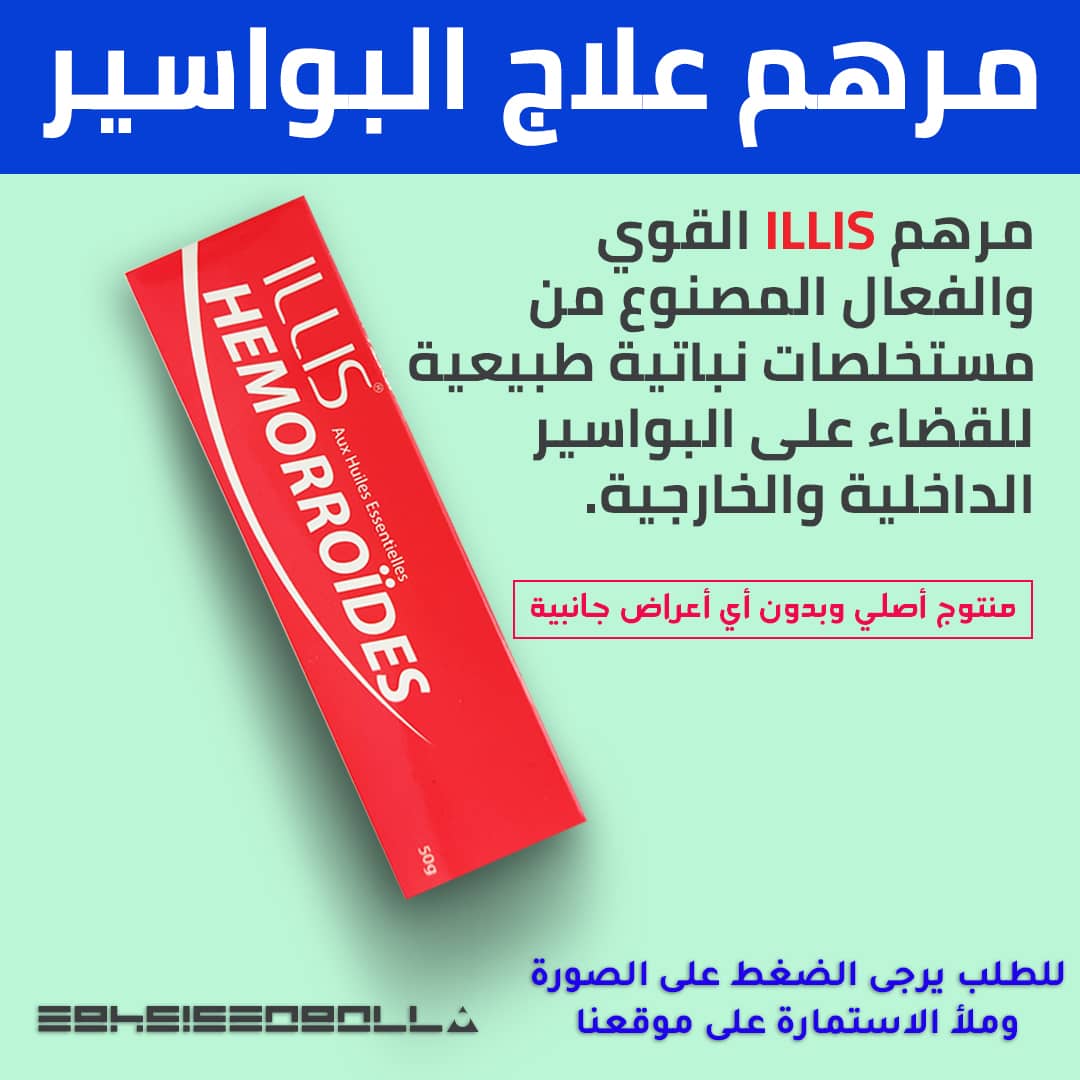 مرهم علاج البواسير
مرهم ILLIS القوي
والفعال المصنوع من
مستخلصات نباتية طبيعية
للقضاء على البواسير
الداخلية والخارجية.
منتوج أصلي وبدون أي أعراض جانبية
ILLIS®
Aux Huiles Essentielles
HEMORROÏDES
50g
للطلب يرجى الضغط على الصورة
وملأ الاستمارة على موقعنا